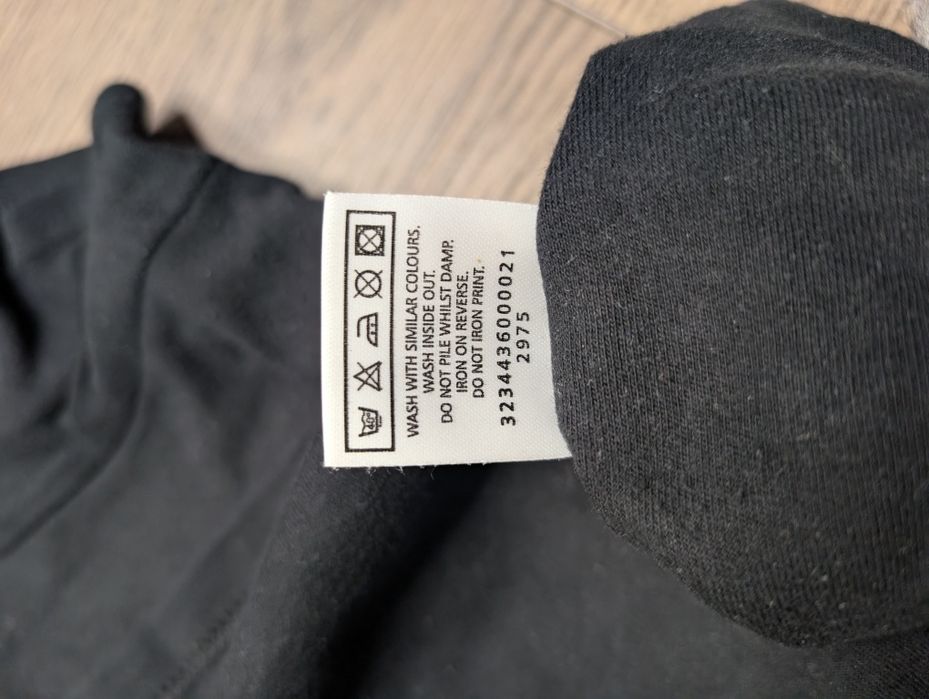 40°
WASH WITH SIMILAR COLOURS.
WASH INSIDE OUT.
DO NOT PILE WHILST DAMP.
IRON ON REVERSE.
DO NOT IRON PRINT.
3234436000021
2975